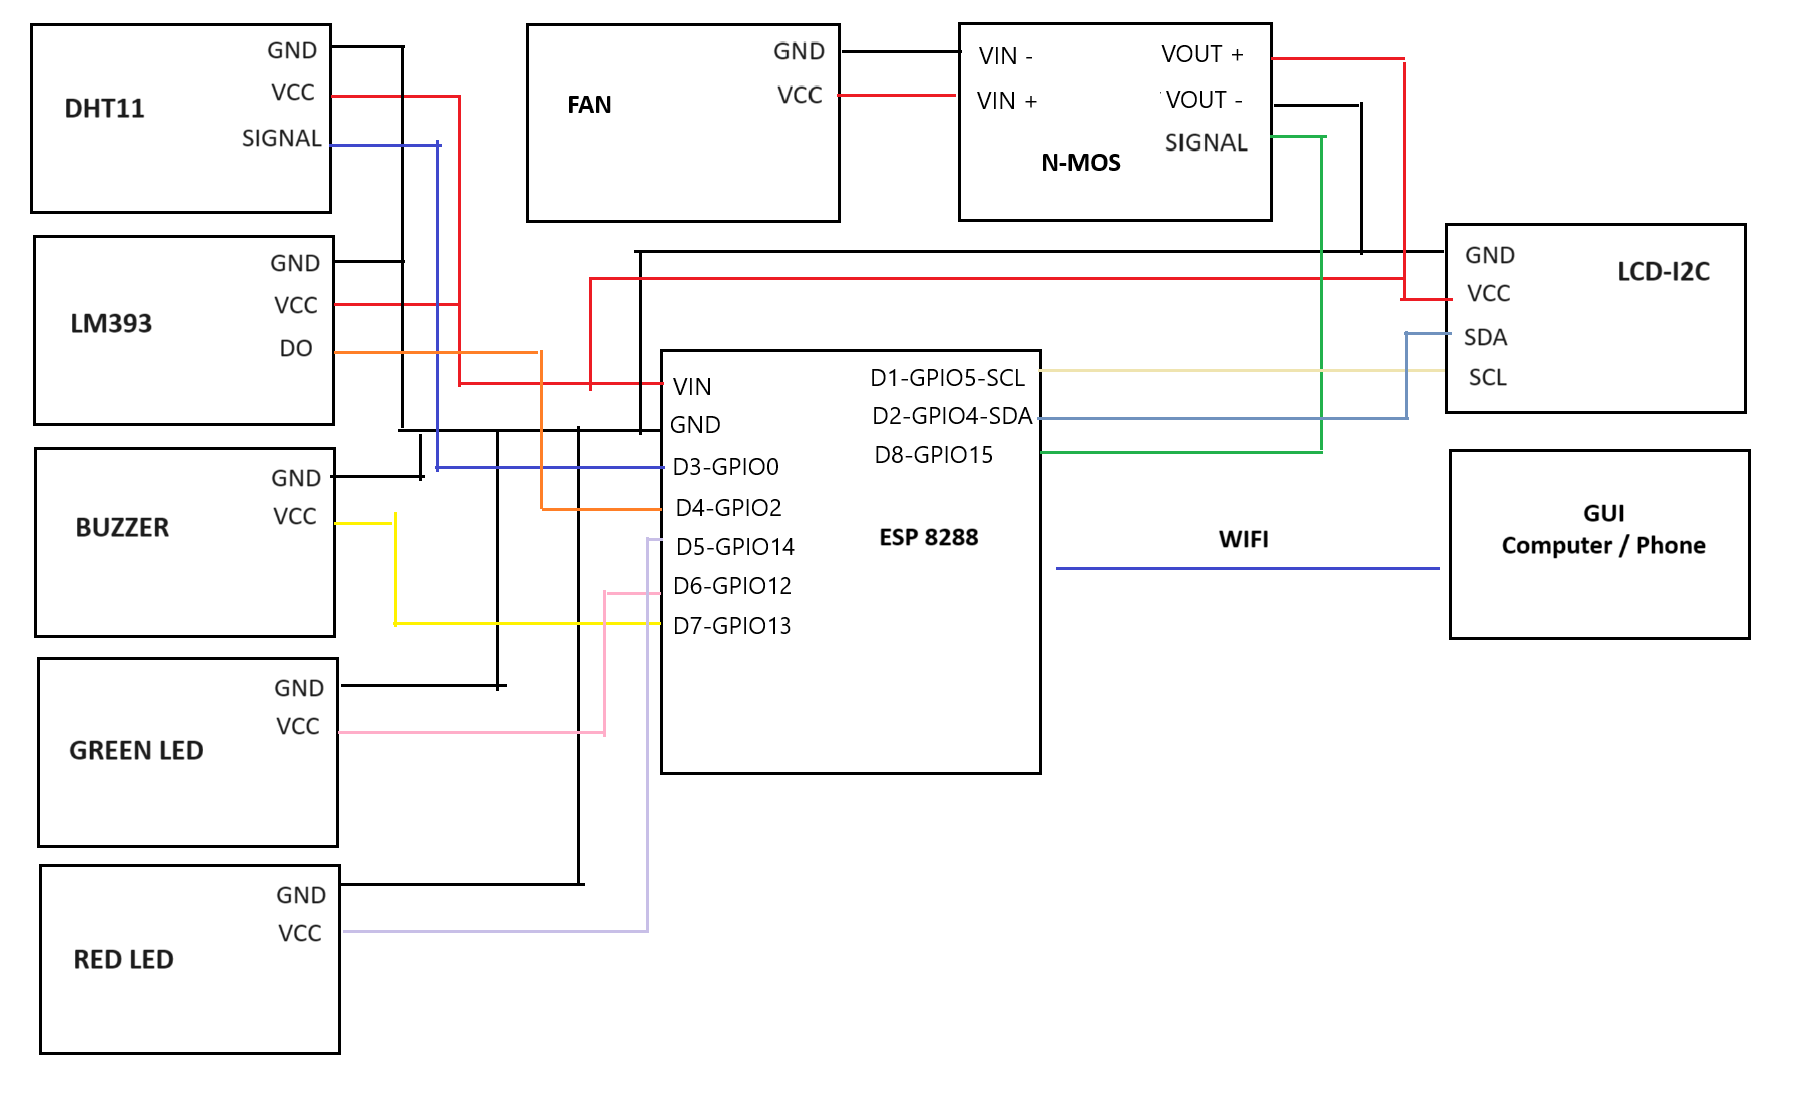 DHT11
GND
VCC
SIGNAL
FAN
GND
VCC
N-MOS
VIN -
VIN +
VOUT +
VOUT -
SIGNAL
LM393
GND
VCC
DO
LCD-I2C
GND
VCC
SDA
SCL
BUZZER
GND
VCC
ESP 8288
VIN
GND
D3-GPIO0
D4-GPIO2
D5-GPIO14
D6-GPIO12
D7-GPIO13
D1-GPIO5-SCL
D2-GPIO4-SDA
D8-GPIO15
WIFI
GUI
Computer / Phone
GREEN LED
GND
VCC
RED LED
GND
VCC